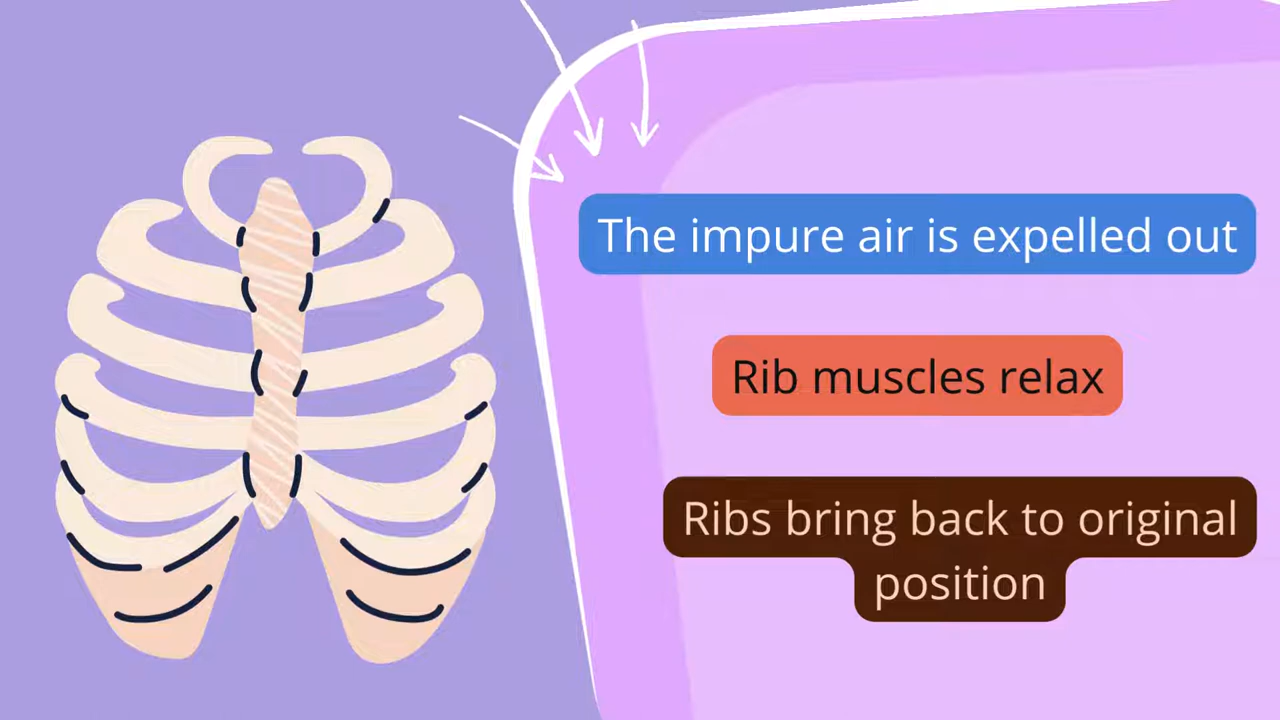 The impure air is expelled out
Rib muscles relax
Ribs bring back to original
position